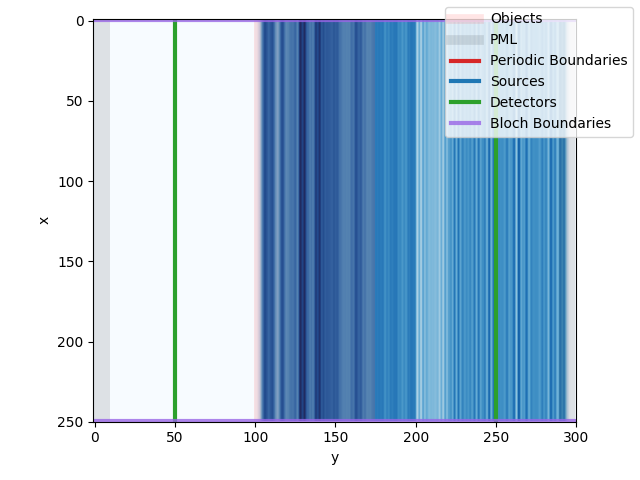 Objects
PML
Periodic Boundaries
Sources
Detectors
Bloch Boundaries
0
50
100
150
200
250
x
0 50 100 150 200 250 300
y